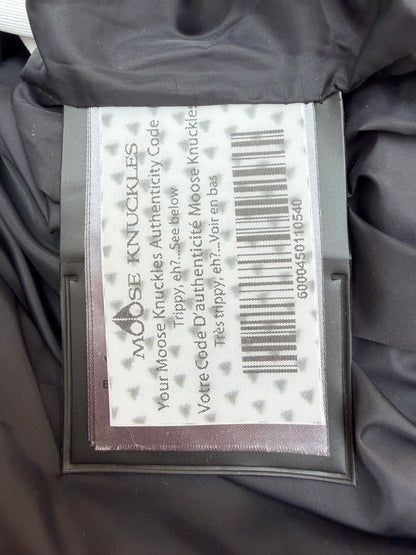 MOOSE KNUCKLES
Your Moose Knuckles Authenticity Code
Trippy, eh?...See below
Votre Code D'authenticité Moose Knuckles
Très trippy, eh?...Voir en bas
6000450110540